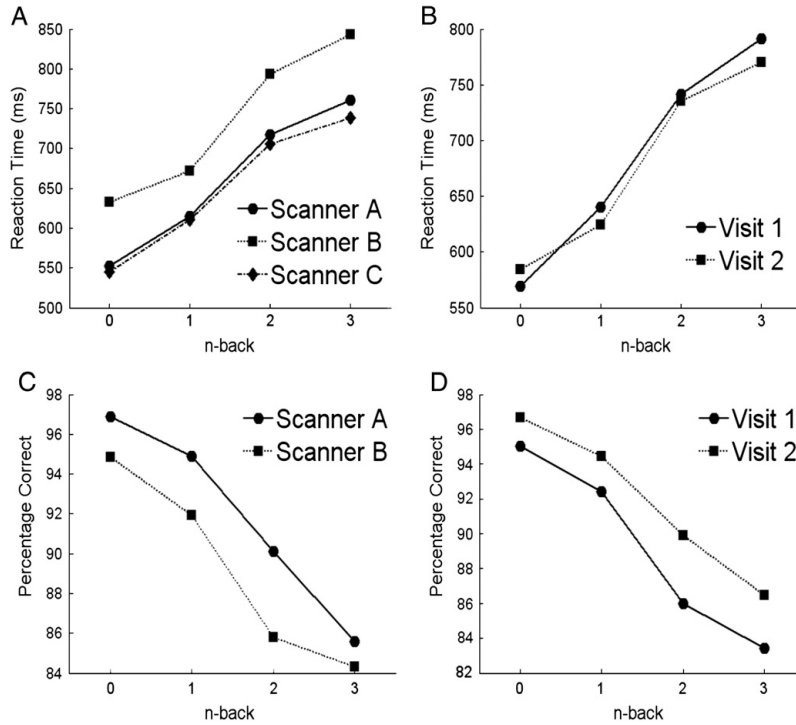 A
Reaction Time (ms)
850
800
750
700
650
600
550
500
0 1 2 3
n-back
Scanner A
Scanner B
Scanner C
B
Reaction Time (ms)
800
750
700
650
600
550
0 1 2 3
n-back
Visit 1
Visit 2
C
Percentage Correct
98
96
94
92
90
88
86
84
0 1 2 3
n-back
Scanner A
Scanner B
D
Percentage Correct
98
96
94
92
90
88
86
84
82
0 1 2 3
n-back
Visit 1
Visit 2